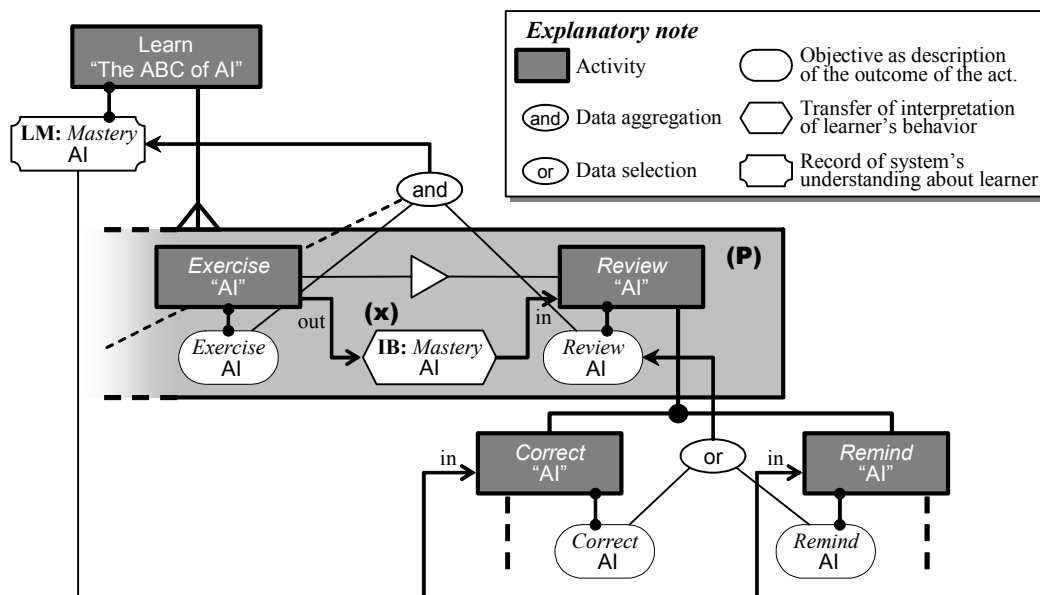 Learn
“The ABC of AI”
LM: Mastery
AI
Explanatory note
Activity
Objective as description
of the outcome of the act.
and
Data aggregation
Transfer of interpretation
of learner’s behavior
or
Data selection
Record of system’s
understanding about learner
and
(P)
Exercise
“AI”
Review
“AI”
out
(x)
in
Exercise
AI
IB: Mastery
AI
Review
AI
in
Correct
“AI”
or
in
Remind
“AI”
Correct
AI
Remind
AI